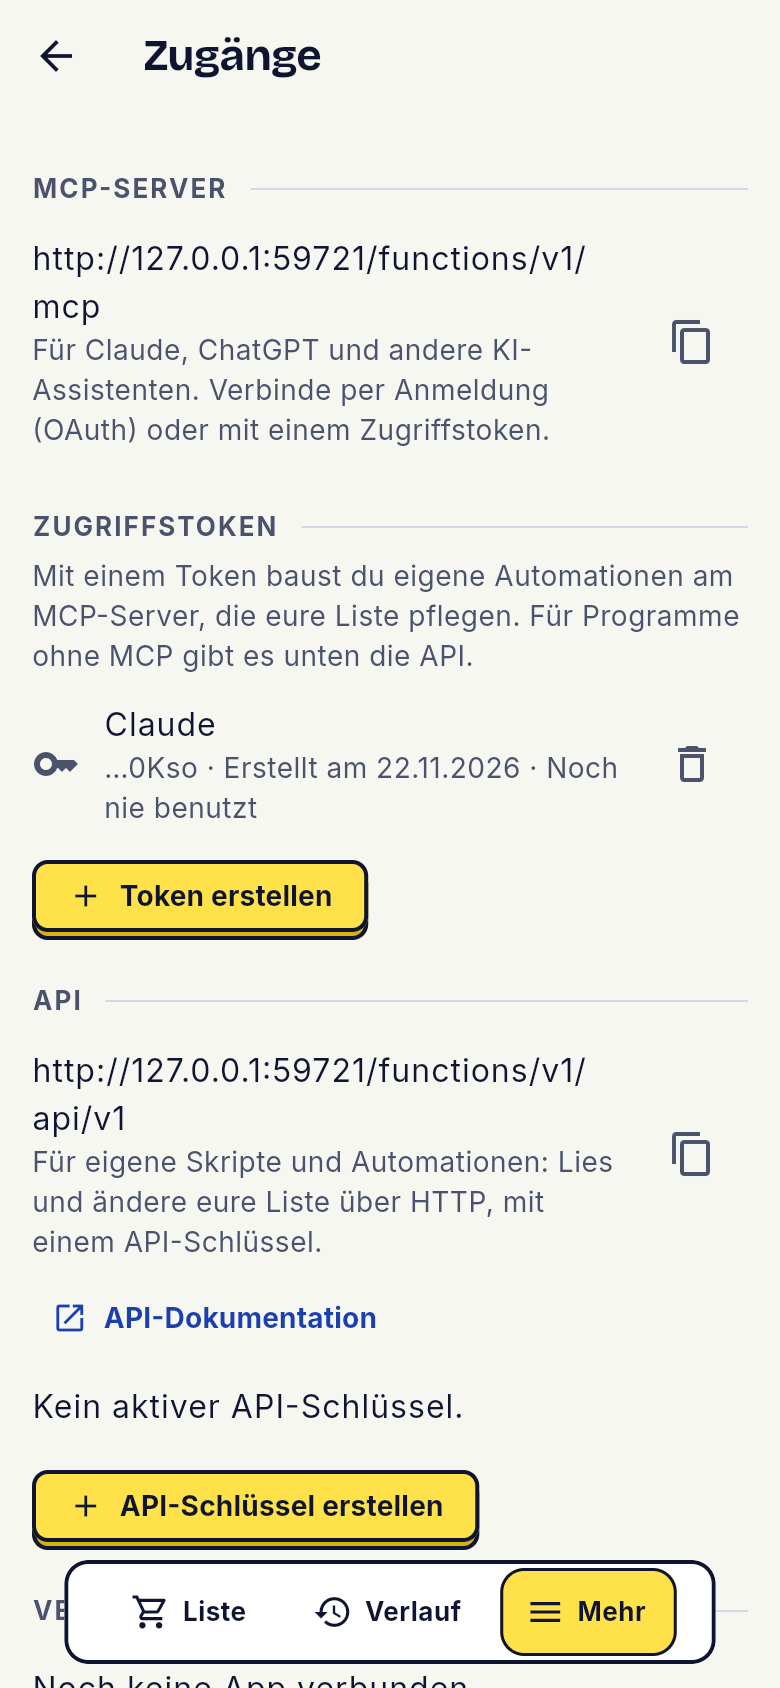 Zugänge
MCP-SERVER
http://127.0.0.1:59721/functions/v1/
mcp
Für Claude, ChatGPT und andere KI-
Assistenten. Verbinde per Anmeldung
(OAuth) oder mit einem Zugriffstoken.
ZUGRIFFSTOKEN
Mit einem Token baust du eigene Automationen am
MCP-Server, die eure Liste pflegen. Für Programme
ohne MCP gibt es unten die API.
Claude
...0Kso · Erstellt am 22.11.2026 · Noch
nie benutzt
Token erstellen
API
http://127.0.0.1:59721/functions/v1/
api/v1
Für eigene Skripte und Automationen: Lies
und ändere eure Liste über HTTP, mit
einem API-Schlüssel.
API-Dokumentation
Kein aktiver API-Schlüssel.
API-Schlüssel erstellen
Liste
Verlauf
Mehr
Noch keine App verbunden